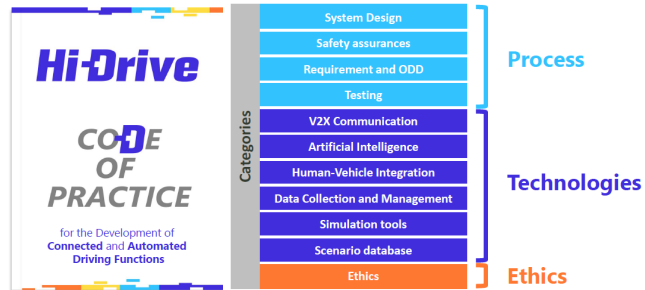 Hi-Drive
CODE
OF
PRACTICE
for the Development of
Connected and Automated
Driving Functions
Categories
System Design
Safety assurances
Requirement and ODD
Testing
V2X Communication
Artificial Intelligence
Human-Vehicle Integration
Data Collection and Management
Simulation tools
Scenario database
Ethics
Process
Technologies
Ethics